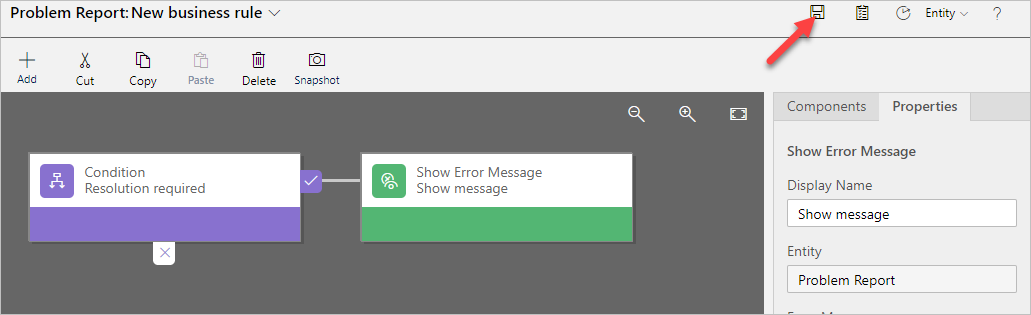 Problem Report: New business rule
Entity
?
Add
Cut
Copy
Paste
Delete
Snapshot
Components
Properties
Condition
Resolution required
Show Error Message
Show message
Show Error Message
Display Name
Show message
Entity
Problem Report